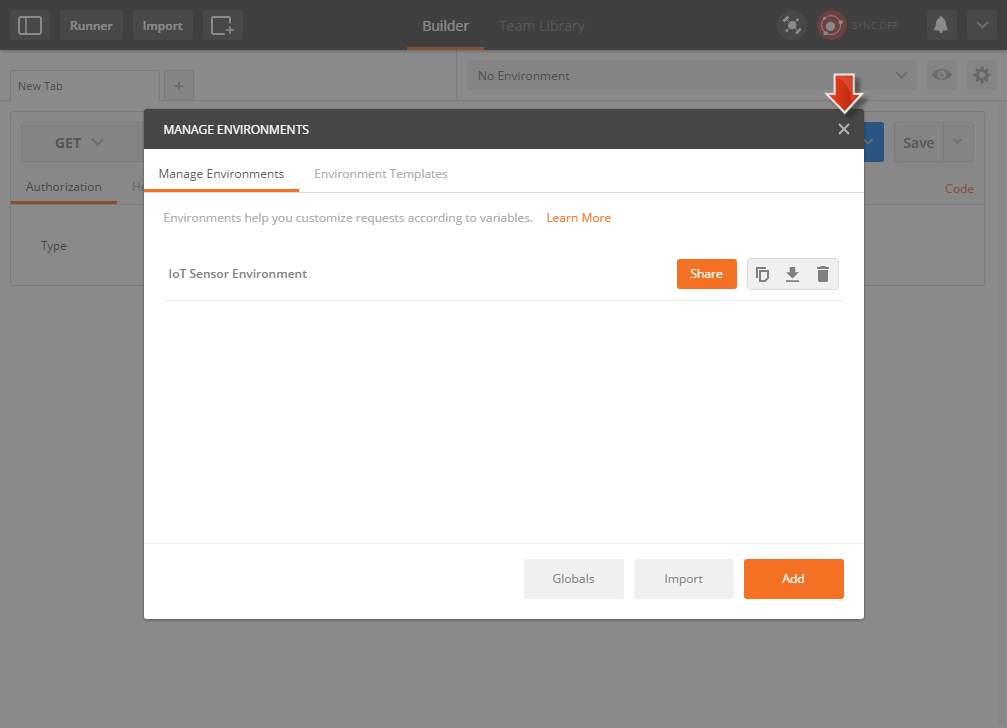 Runner
Import
Builder
Team Library
SYNC OFF
New Tab
+
No Environment
GET
Save
Authorization
He
Code
Type
MANAGE ENVIRONMENTS
Manage Environments
Environment Templates
Environments help you customize requests according to variables. Learn More
IoT Sensor Environment
Share
Globals
Import
Add